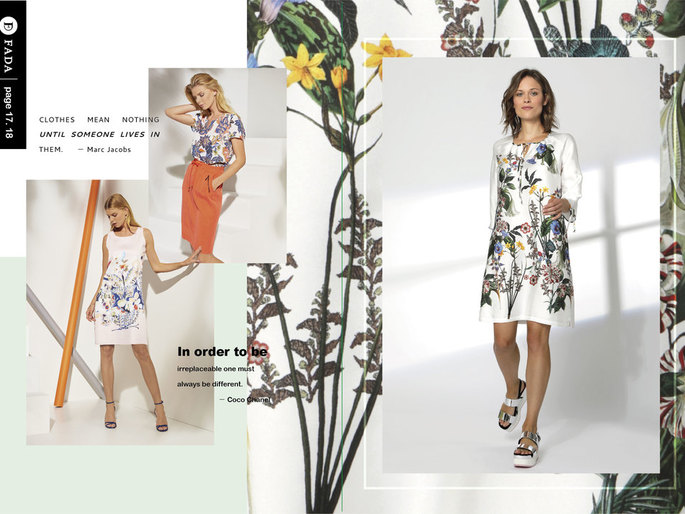 FADA
page 17. 18
CLOTHES MEAN NOTHING
UNTIL SOMEONE LIVES IN
THEM. — Marc Jacobs
In order to be
irreplaceable one must
always be different.
— Coco Chanel